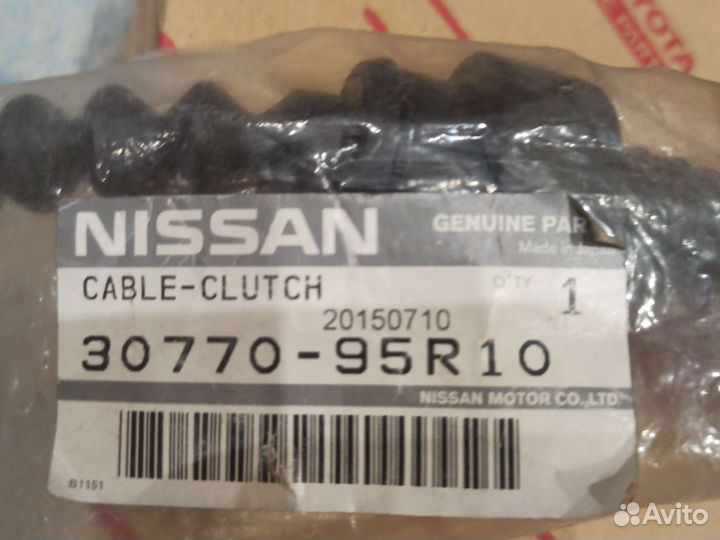 TOYOTA
PARTS
NISSAN
GENUINE PAR
Made in Japan
CABLE-CLUTCH
Q'TY 1
20150710
30770-95R10
NISSAN MOTOR CO., LTD.
B1151
Avito